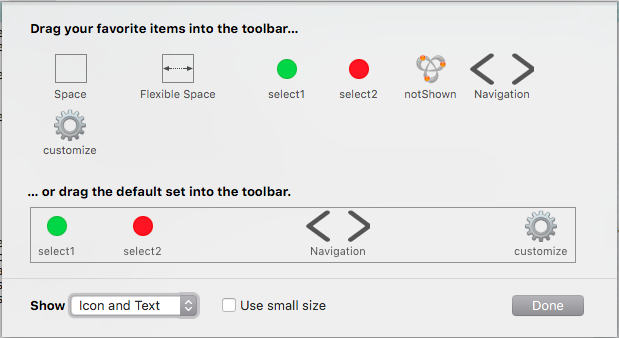 Drag your favorite items into the toolbar...
Space Flexible Space select1 select2 notShown Navigation
customize
... or drag the default set into the toolbar.
select1 select2 Navigation customize
Show Icon and Text Use small size Done